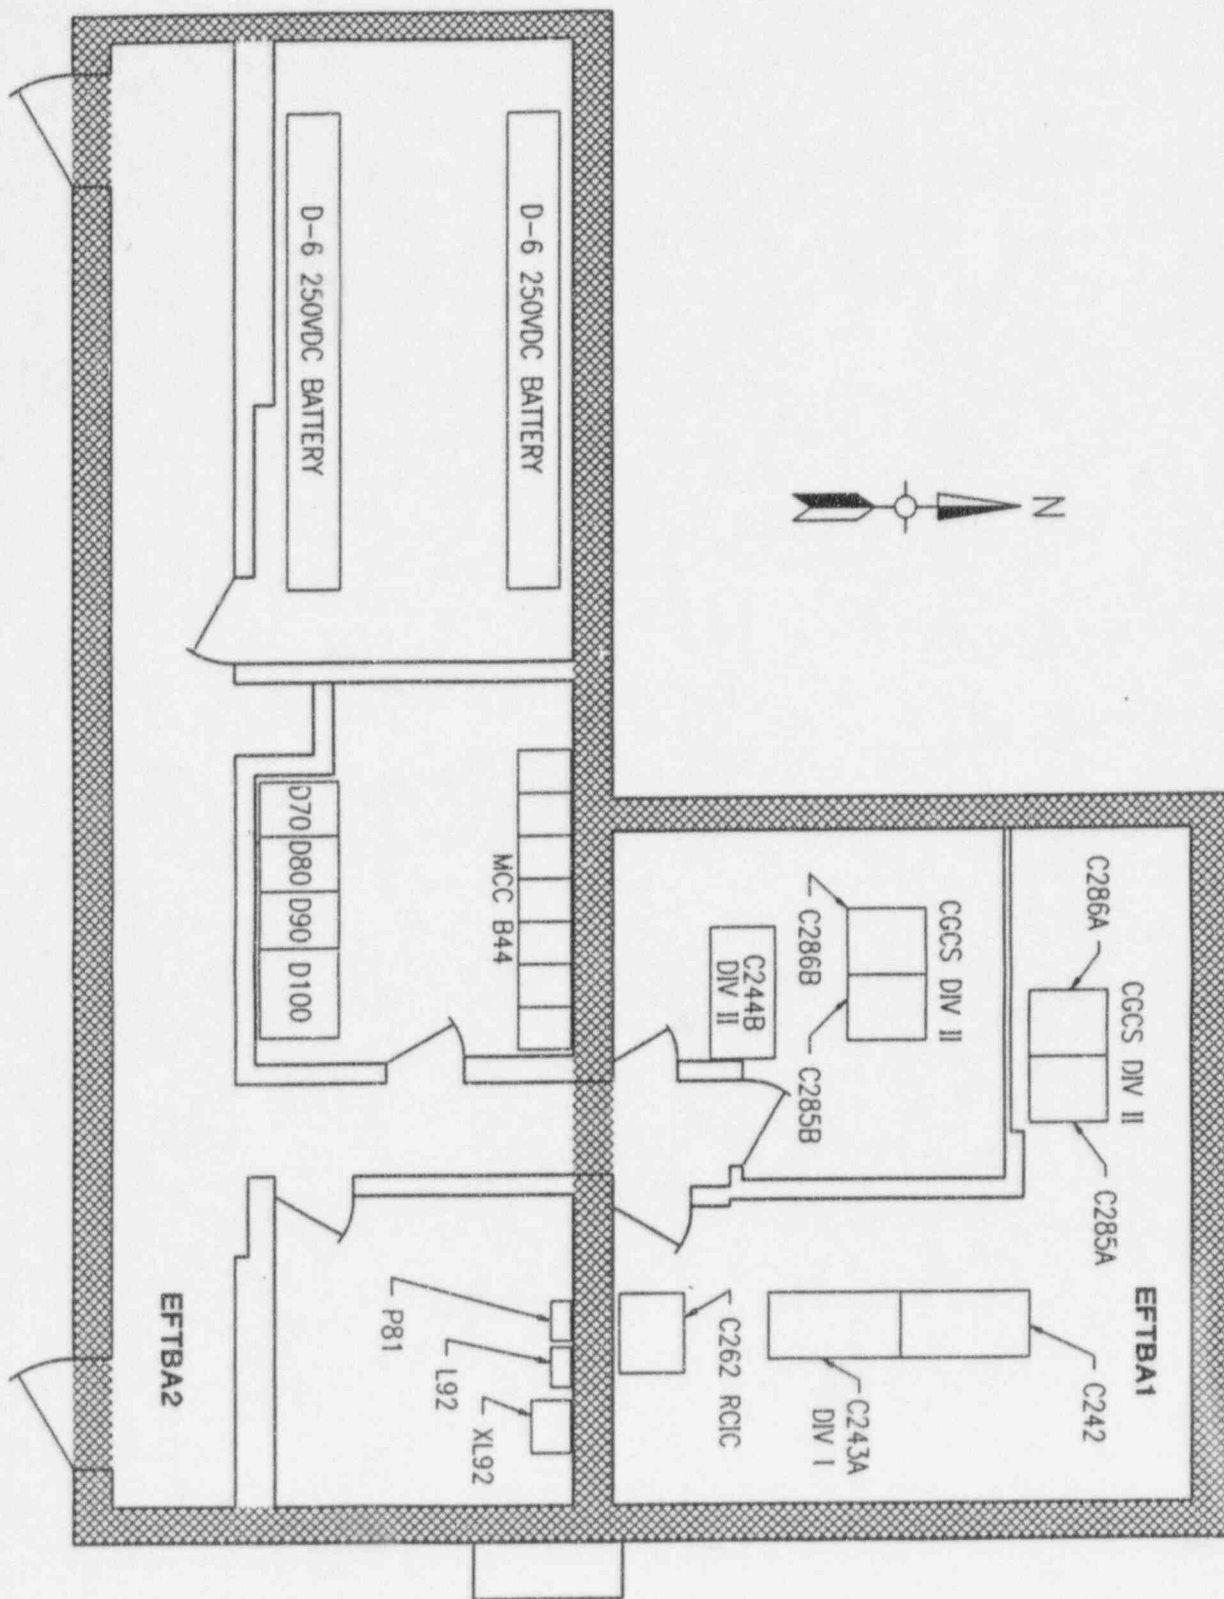 N
C286A
CGCS DIV II
C285A
EFTBA1
CGCS DIV II
C286B
C285B
C244B
DIV II
C242
C243A
DIV I
C262 RCIC
D-6 250VDC BATTERY
D-6 250VDC BATTERY
MCC B44
D70
D80
D90
D100
P81
L92
XL92
EFTBA2